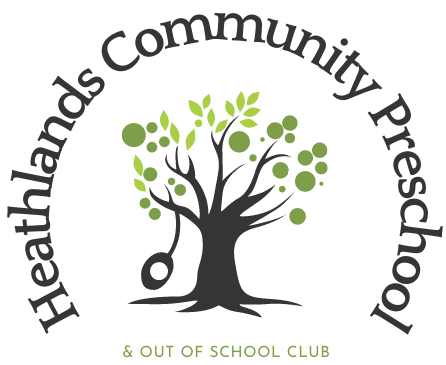 Heathlands Community Preschool
& OUT OF SCHOOL CLUB